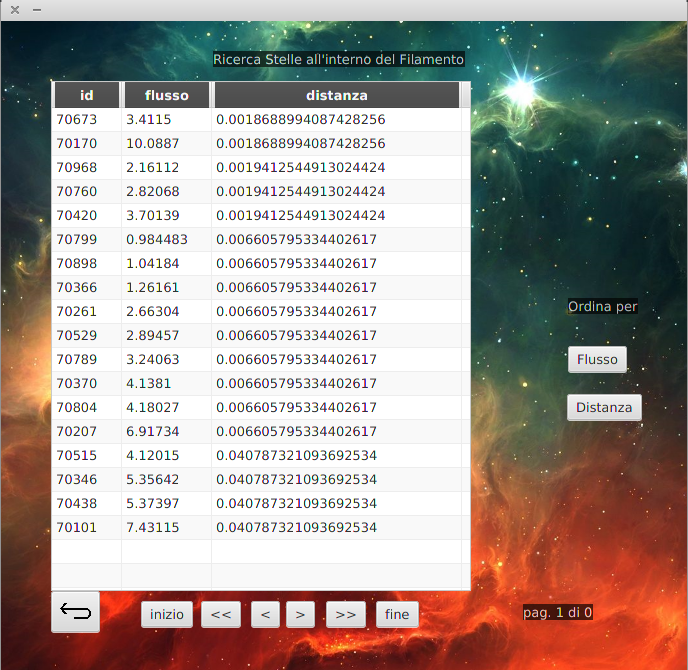 Ricerca Stelle all'interno del Filamento
id flusso distanza
70673 3.4115 0.0018688994087428256
70170 10.0887 0.0018688994087428256
70968 2.16112 0.0019412544913024424
70760 2.82068 0.0019412544913024424
70420 3.70139 0.0019412544913024424
70799 0.984483 0.006605795334402617
70898 1.04184 0.006605795334402617
70366 1.26161 0.006605795334402617
70261 2.66304 0.006605795334402617
70529 2.89457 0.006605795334402617
70789 3.24063 0.006605795334402617
70370 4.1381 0.006605795334402617
70804 4.18027 0.006605795334402617
70207 6.91734 0.006605795334402617
70515 4.12015 0.040787321093692534
70346 5.35642 0.040787321093692534
70438 5.37397 0.040787321093692534
70101 7.43115 0.040787321093692534
Ordina per
Flusso
Distanza
inizio << < > >> fine
pag. 1 di 0